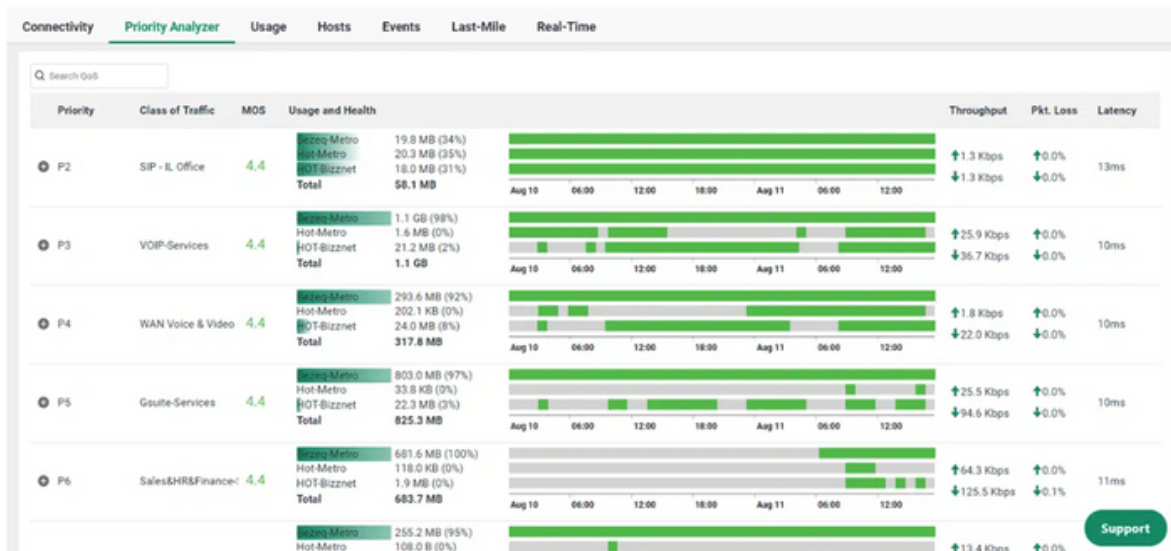 Connectivity Priority Analyzer Usage Hosts Events Last-Mile Real-Time
Search QoS
Priority Class of Traffic MOS Usage and Health Throughput Pkt. Loss Latency
Bezeq-Metro 19.8 MB (34%)
Hot-Metro 20.3 MB (35%)
HOT-Bizznet 18.0 MB (31%)
Total 58.1 MB
P2 SIP - IL Office 4.4
Aug 10 06:00 12:00 18:00 Aug 11 06:00 12:00
1.3 Kbps 0.0% 13ms
1.3 Kbps 0.0%
Bezeq-Metro 1.1 GB (98%)
Hot-Metro 1.6 MB (0%)
HOT-Bizznet 21.2 MB (2%)
Total 1.1 GB
P3 VOIP-Services 4.4
Aug 10 06:00 12:00 18:00 Aug 11 06:00 12:00
25.9 Kbps 0.0% 10ms
36.7 Kbps 0.0%
Bezeq-Metro 293.6 MB (92%)
Hot-Metro 202.1 KB (0%)
HOT-Bizznet 24.0 MB (8%)
Total 317.8 MB
P4 WAN Voice & Video 4.4
Aug 10 06:00 12:00 18:00 Aug 11 06:00 12:00
1.8 Kbps 0.0% 10ms
22.0 Kbps 0.0%
Bezeq-Metro 803.0 MB (97%)
Hot-Metro 33.8 KB (0%)
HOT-Bizznet 22.3 MB (3%)
Total 825.3 MB
P5 Gsuite-Services 4.4
Aug 10 06:00 12:00 18:00 Aug 11 06:00 12:00
25.5 Kbps 0.0% 10ms
94.6 Kbps 0.0%
Bezeq-Metro 681.6 MB (100%)
Hot-Metro 118.0 KB (0%)
HOT-Bizznet 1.9 MB (0%)
Total 683.7 MB
P6 Sales&HR&Finance- 4.4
Aug 10 06:00 12:00 18:00 Aug 11 06:00 12:00
64.3 Kbps 0.0% 11ms
125.5 Kbps 0.1%
Bezeq-Metro 255.2 MB (95%)
Hot-Metro 108.0 B (0%)
13.4 Kbps 0.0%
Support